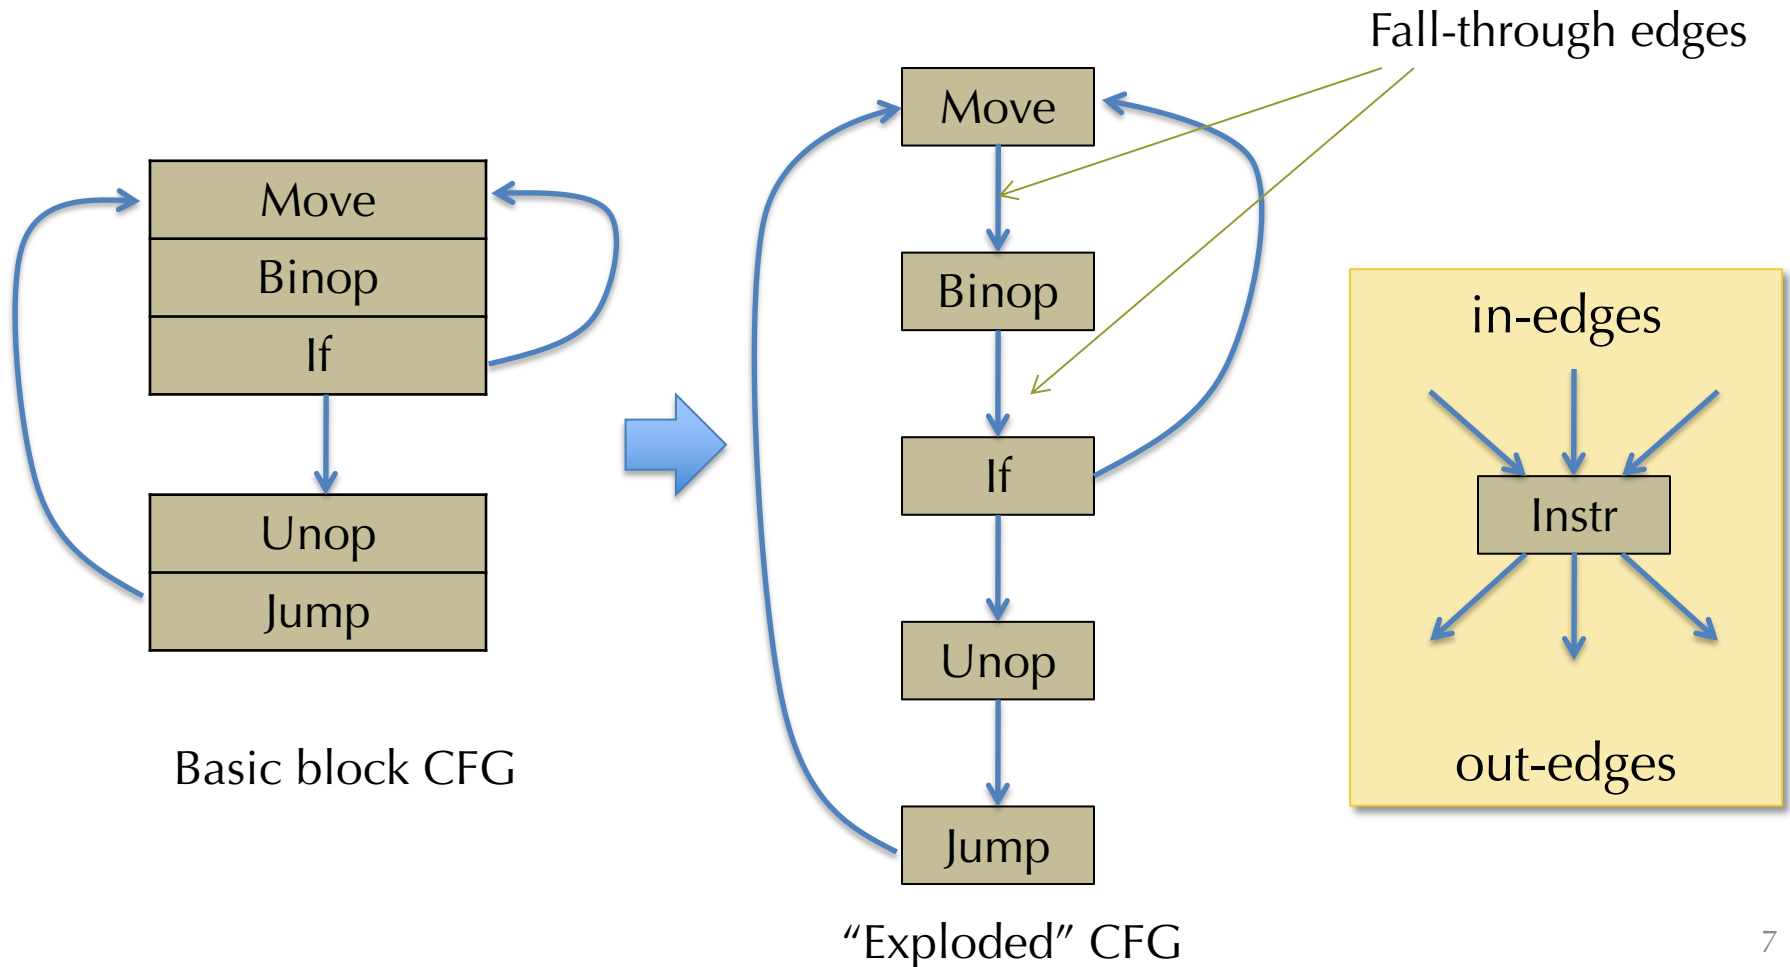 Fall-through edges
Move
Binop
If
Unop
Jump
Basic block CFG
Move
Binop
If
Unop
Jump
“Exploded” CFG
in-edges
Instr
out-edges
7